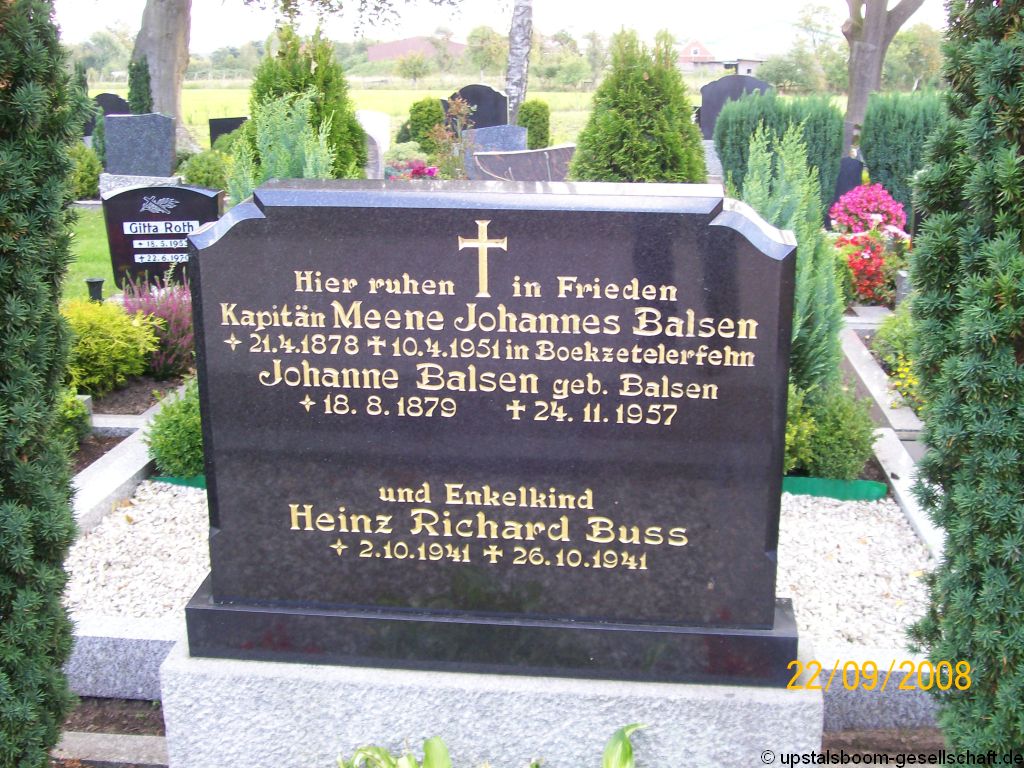 Hier ruhen in Frieden
Kapitän Meene Johannes Balsen
✦ 21.4.1878 ✝ 10.4.1951 in Boekzetelerfehn
Johanne Balsen geb. Balsen
✦ 18. 8. 1879 ✝ 24. 11. 1957
und Enkelkind
Heinz Richard Buss
✦ 2.10.1941 ✝ 26.10.1941
Gitta Roth
22/09/2008
© upstalsboom-gesellschaft.de